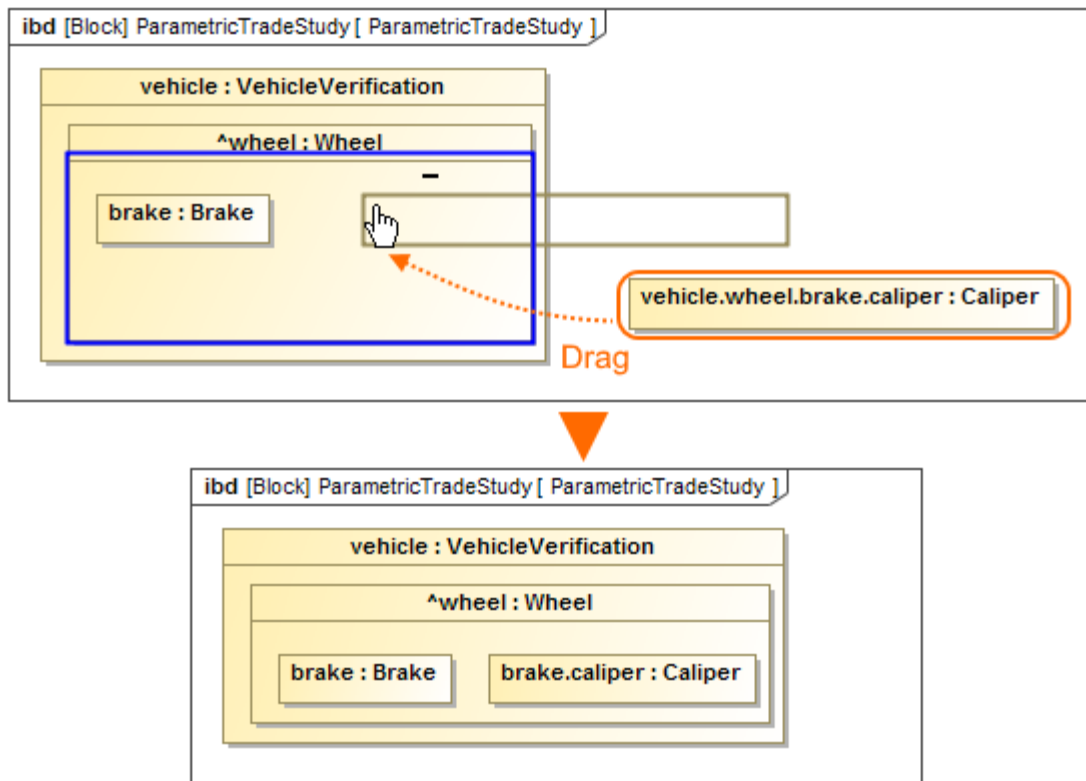 ibd [Block] ParametricTradeStudy [ ParametricTradeStudy ]
vehicle : VehicleVerification
^wheel : Wheel
brake : Brake
vehicle.wheel.brake.caliper : Caliper
Drag
ibd [Block] ParametricTradeStudy [ ParametricTradeStudy ]
vehicle : VehicleVerification
^wheel : Wheel
brake : Brake
brake.caliper : Caliper